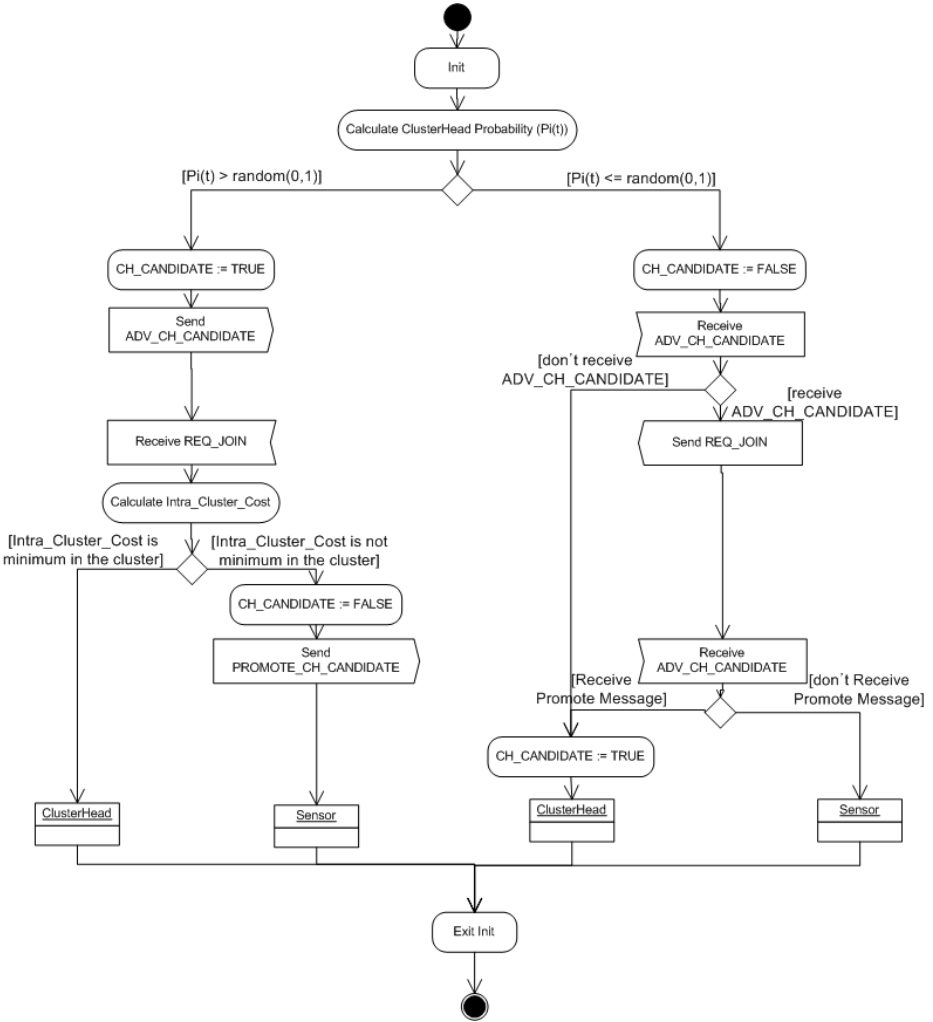 Init
Calculate ClusterHead Probability (Pi(t))
[Pi(t) > random(0,1)]
[Pi(t) <= random(0,1)]
CH_CANDIDATE := TRUE
CH_CANDIDATE := FALSE
Send
ADV_CH_CANDIDATE
Receive
ADV_CH_CANDIDATE
[don´t receive
ADV_CH_CANDIDATE]
[receive
ADV_CH_CANDIDATE]
Receive REQ_JOIN
Send REQ_JOIN
Calculate Intra_Cluster_Cost
[Intra_Cluster_Cost is
minimum in the cluster]
[Intra_Cluster_Cost is not
minimum in the cluster]
CH_CANDIDATE := FALSE
Send
PROMOTE_CH_CANDIDATE
Receive
ADV_CH_CANDIDATE
[Receive
Promote Message]
[don´t Receive
Promote Message]
CH_CANDIDATE := TRUE
ClusterHead
Sensor
ClusterHead
Sensor
Exit Init